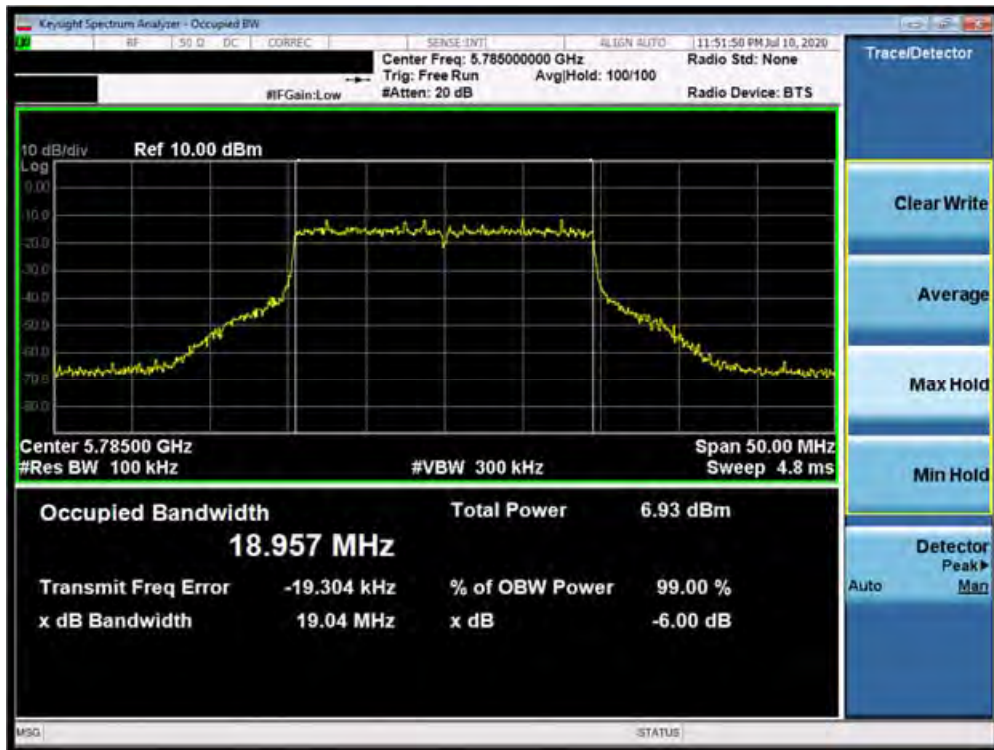 Keysight Spectrum Analyzer - Occupied BW
RF 50 Ω DC CORREC SENSE:INT ALIGN AUTO 11:51:50 PM Jul 10, 2020
Center Freq: 5.785000000 GHz Radio Std: None
Trig: Free Run Avg|Hold: 100/100
#IFGain:Low #Atten: 20 dB Radio Device: BTS
Trace/Detector
10 dB/div Ref 10.00 dBm
Log
0.00
-10.0
-20.0
-30.0
-40.0
-50.0
-60.0
-70.0
-80.0
Center 5.78500 GHz Span 50.00 MHz
#Res BW 100 kHz #VBW 300 kHz Sweep 4.8 ms
Occupied Bandwidth Total Power 6.93 dBm
18.957 MHz
Transmit Freq Error -19.304 kHz % of OBW Power 99.00 %
x dB Bandwidth 19.04 MHz x dB -6.00 dB
Clear Write
Average
Max Hold
Min Hold
Detector
Peak▶
Auto Man
MSG STATUS